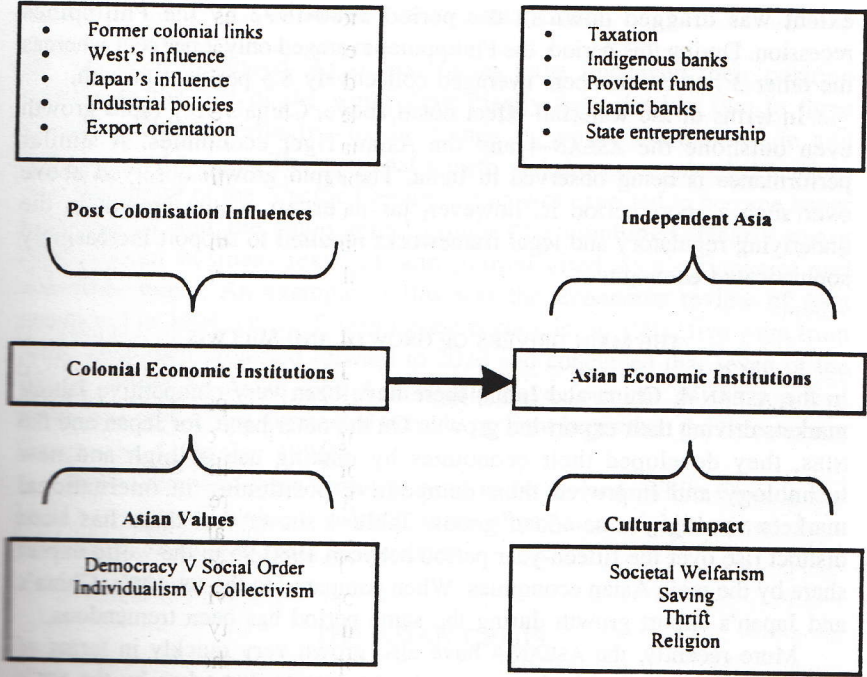 • Former colonial links
• West's influence
• Japan's influence
• Industrial policies
• Export orientation
Post Colonisation Influences
• Taxation
• Indigenous banks
• Provident funds
• Islamic banks
• State entrepreneurship
Independent Asia
Colonial Economic Institutions
Asian Economic Institutions
Asian Values
Democracy V Social Order
Individualism V Collectivism
Cultural Impact
Societal Welfarism
Saving
Thrift
Religion